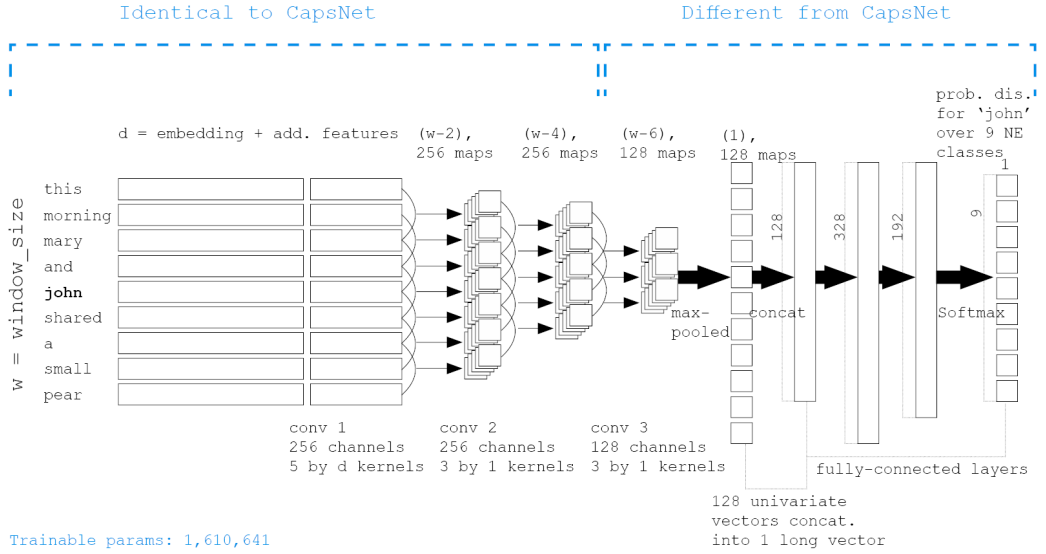 Identical to CapsNet
Different from CapsNet
prob. dis.
for ‘john’
over 9 NE
classes
d = embedding + add. features
(w-2),
256 maps
(w-4),
256 maps
(w-6),
128 maps
(1),
128 maps
1
w = window_size
this
morning
mary
and
john
shared
a
small
pear
128
328
192
9
max-
pooled
concat
Softmax
conv 1
256 channels
5 by d kernels
conv 2
256 channels
3 by 1 kernels
conv 3
128 channels
3 by 1 kernels
fully-connected layers
128 univariate
vectors concat.
into 1 long vector
Trainable params: 1,610,641